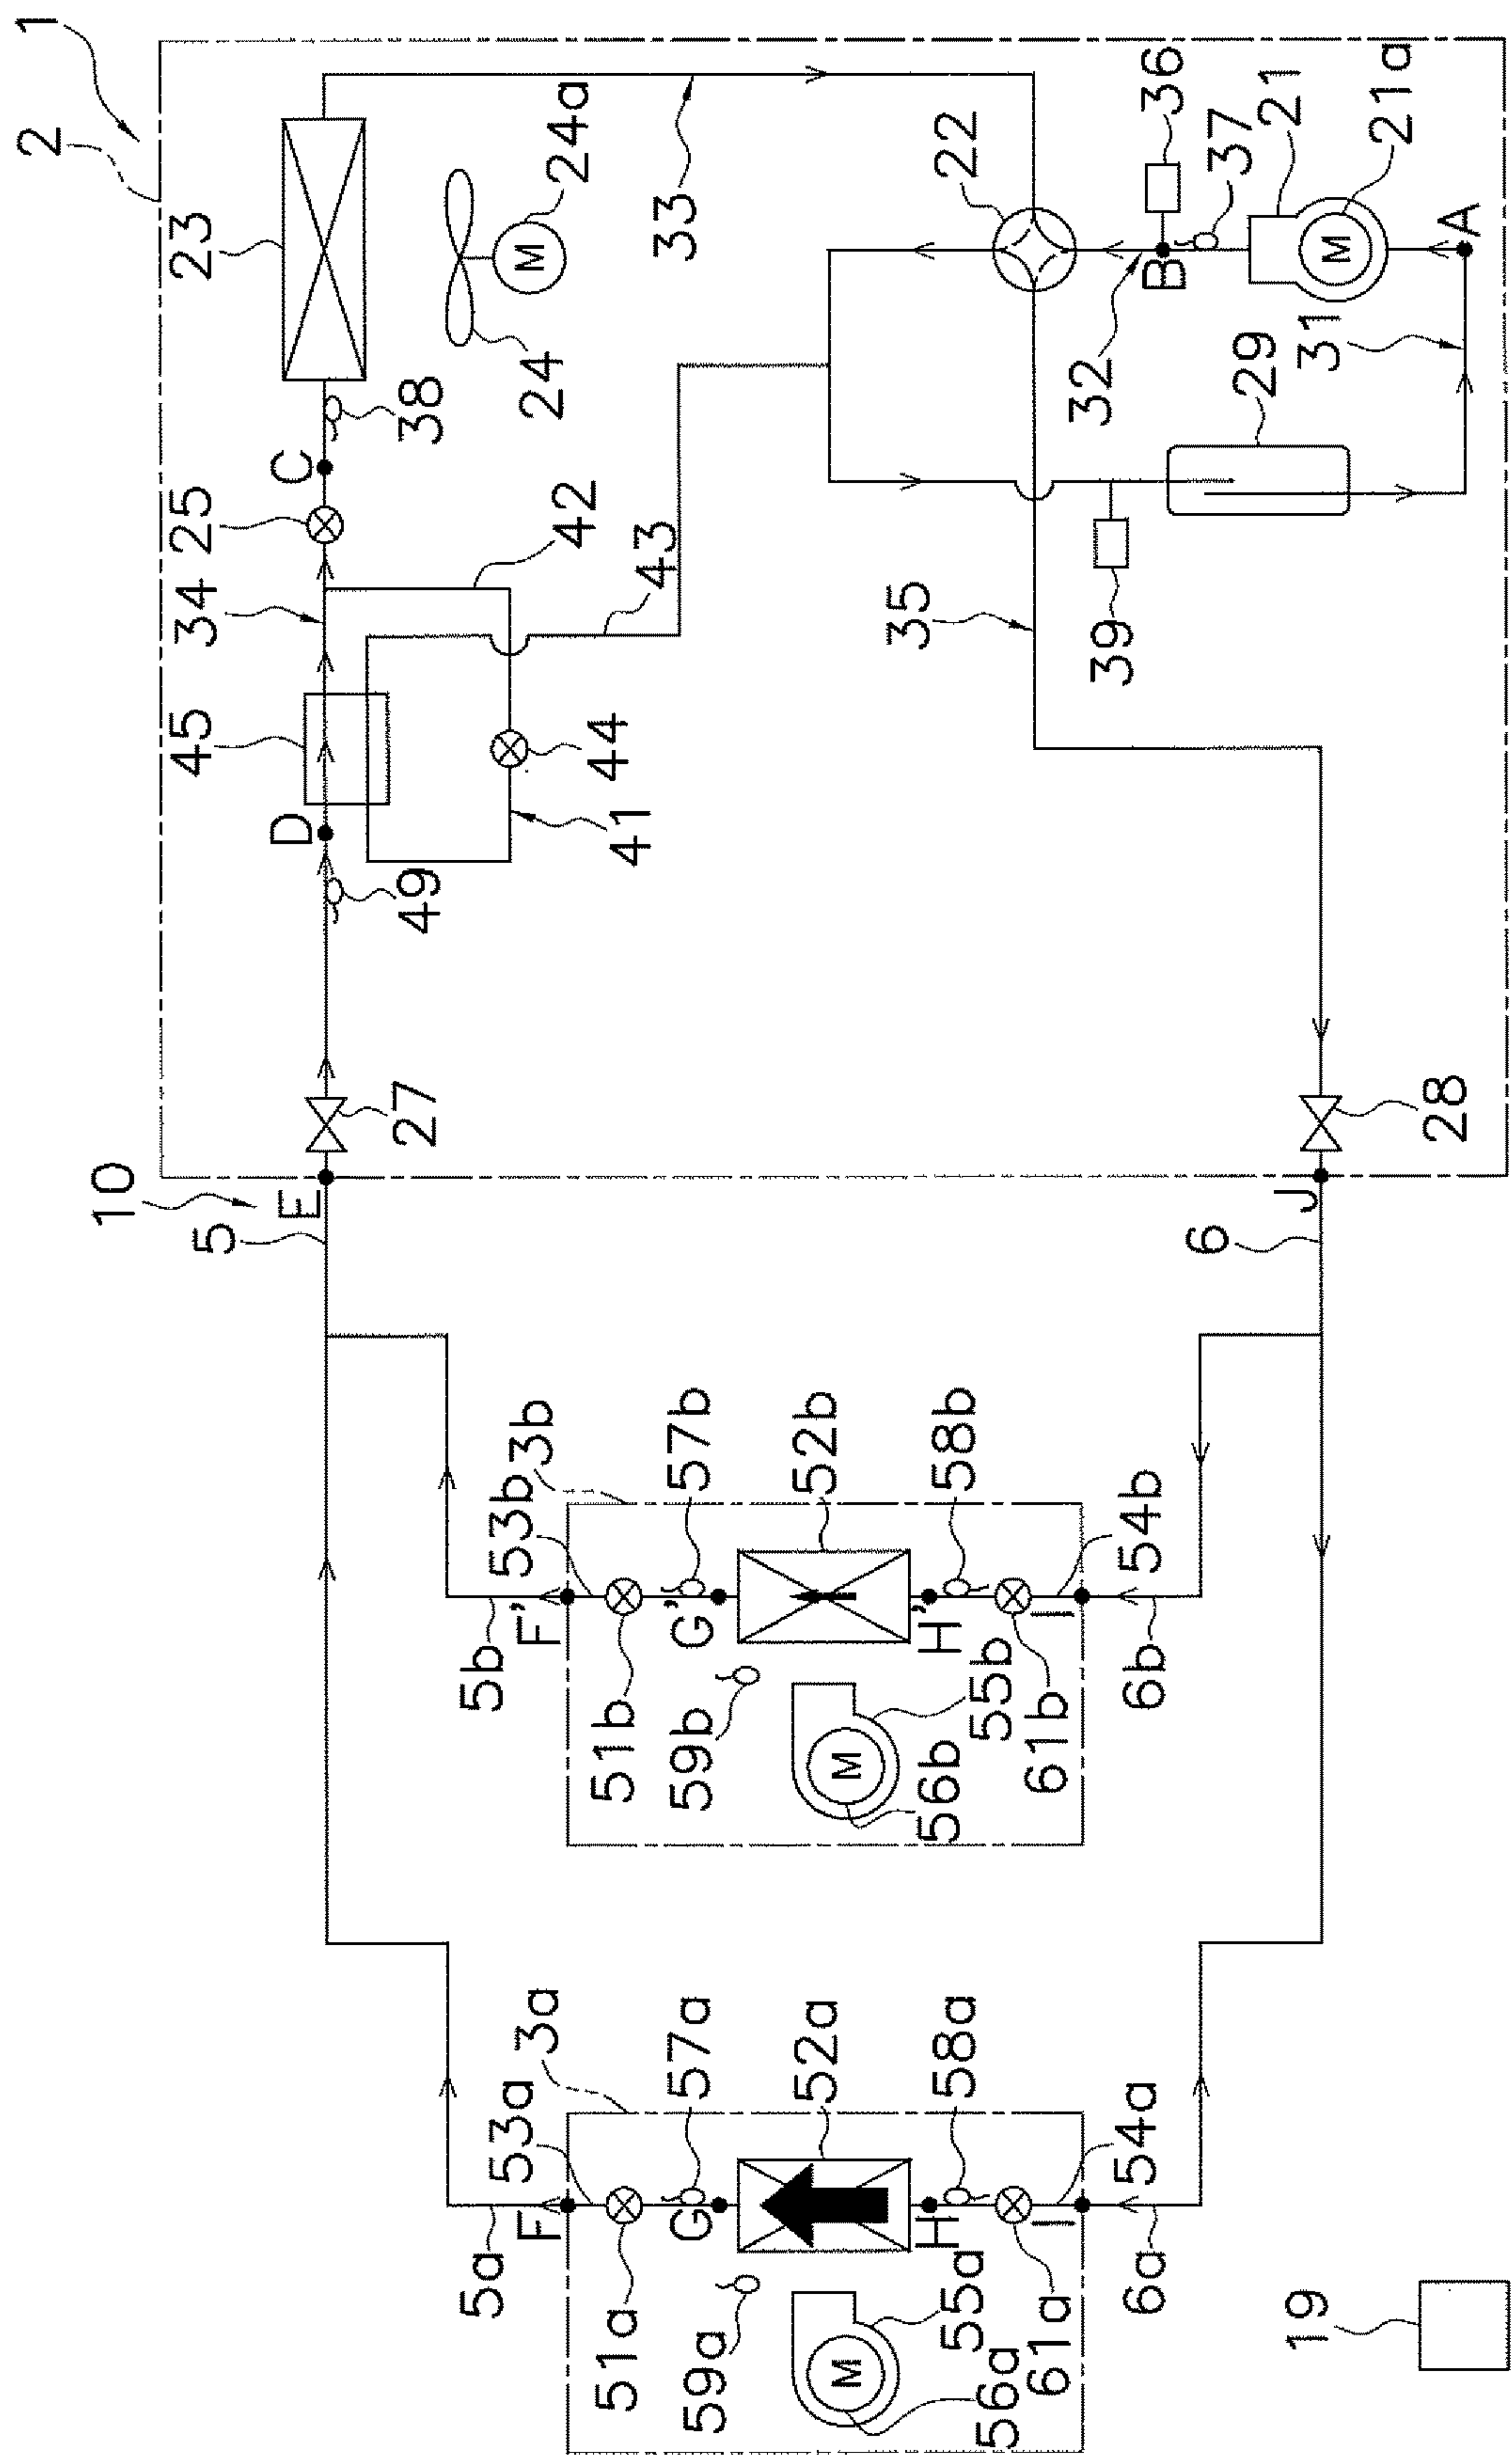 1
2
10
3a
3b
53a
53b
5a
5b
F
F'
51a
51b
57a
57b
G
G'
59a
59b
52a
52b
M
M
56a
56b
55a
55b
58a
58b
H
H'
61a
61b
54a
54b
I
I
6a
6b
19
5
E
6
J
27
28
49
D
45
34
25
C
38
23
24
M
24a
41
44
42
43
33
35
22
39
29
32
B
36
37
21
M
21a
31
A